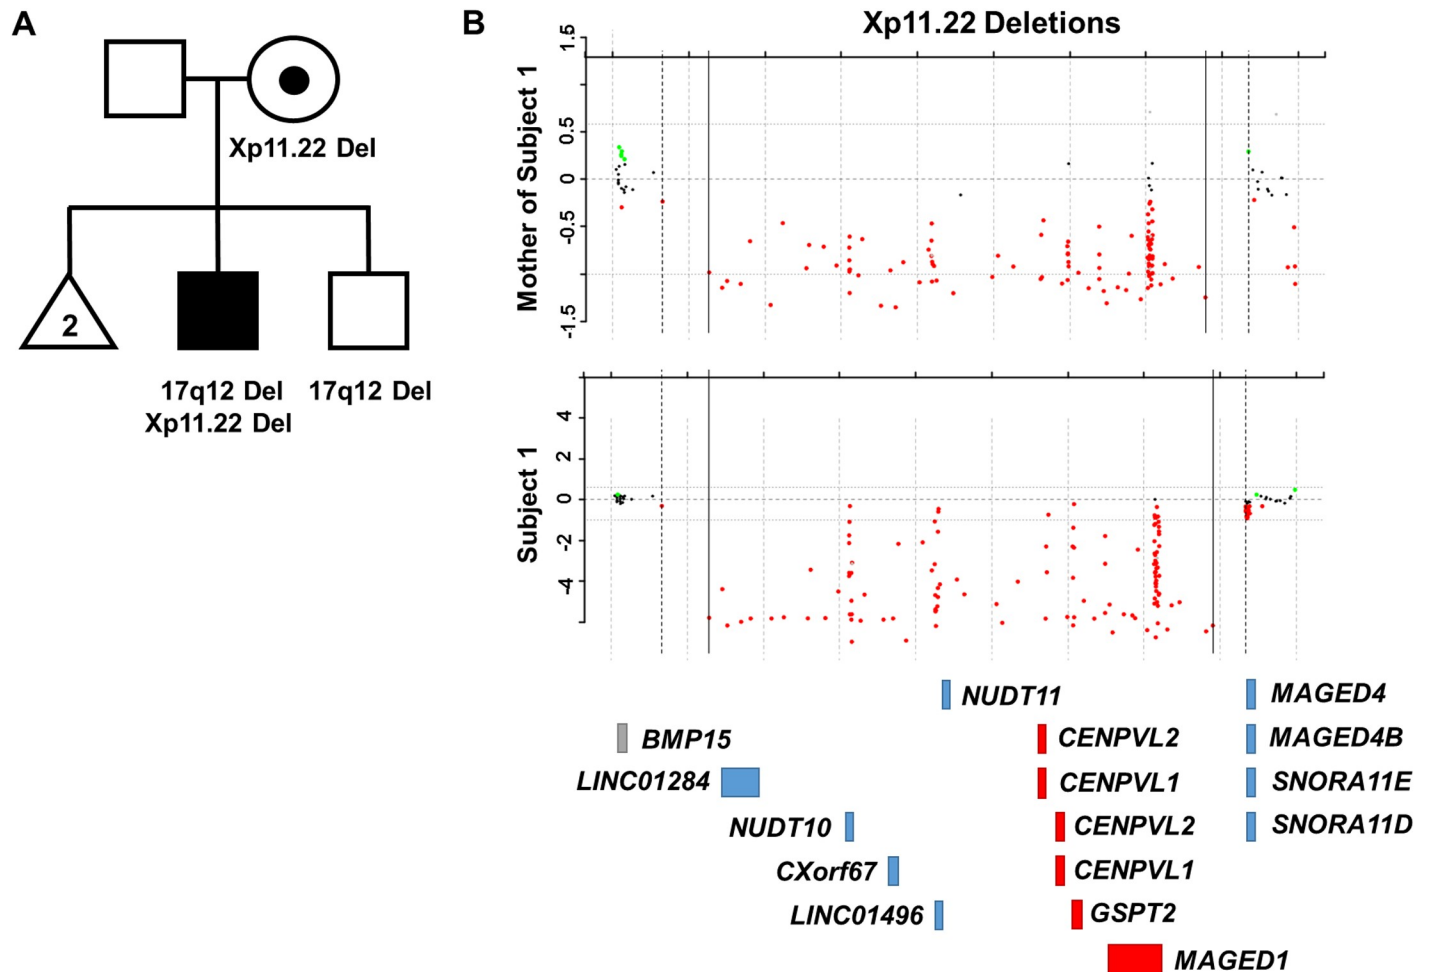 A
Xp11.22 Del
2
17q12 Del
Xp11.22 Del
17q12 Del
B
Xp11.22 Deletions
Mother of Subject 1
1.5
0.5
0
-0.5
-1.5
Subject 1
4
2
0
-2
-4
NUDT11
MAGED4
BMP15
CENPVL2
MAGED4B
LINC01284
CENPVL1
SNORA11E
NUDT10
CENPVL2
SNORA11D
CXorf67
CENPVL1
LINC01496
GSPT2
MAGED1